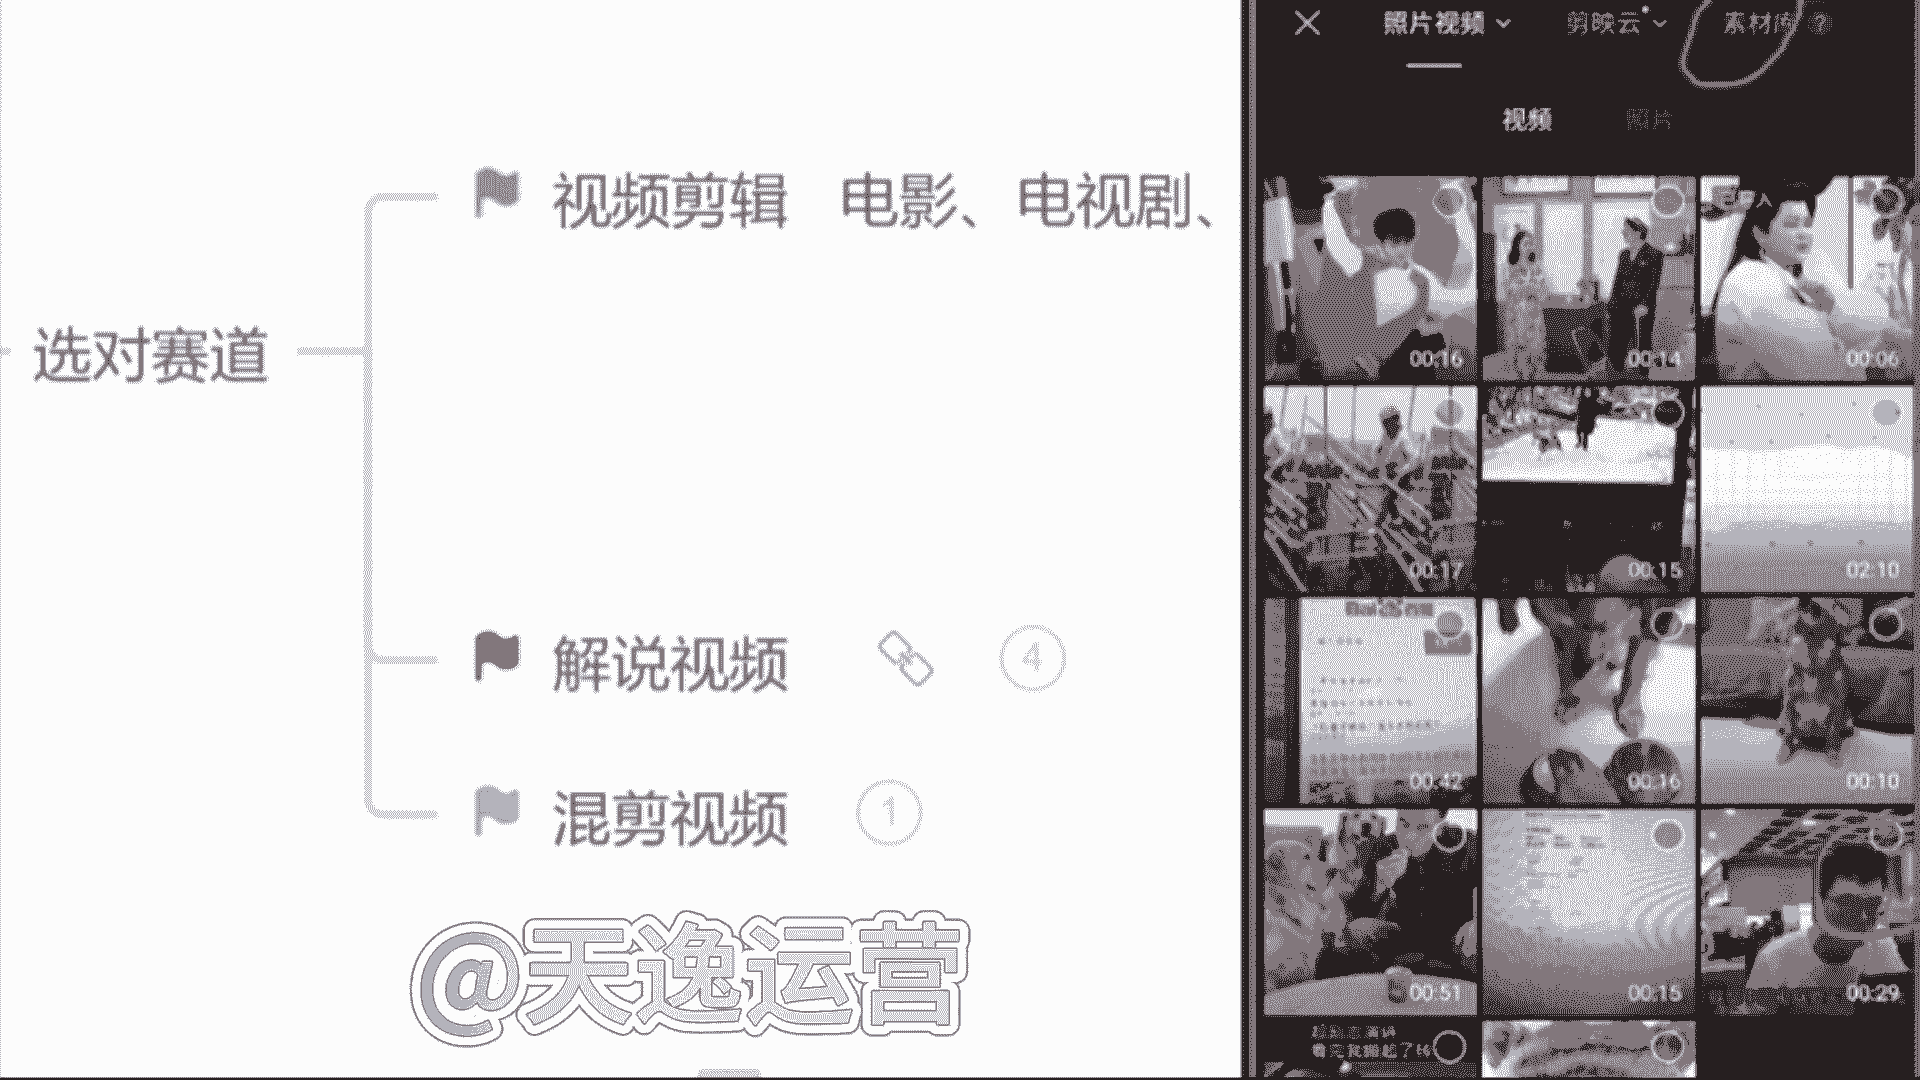 选对赛道
视频剪辑 电影、电视剧、
解说视频 4
混剪视频 1
@天逸运营
照片视频 剪映云 素材库 ?
视频 照片
00:16 00:14 00:06
00:17 00:15 02:10
00:42 00:16 00:10
00:51 00:15 00:29